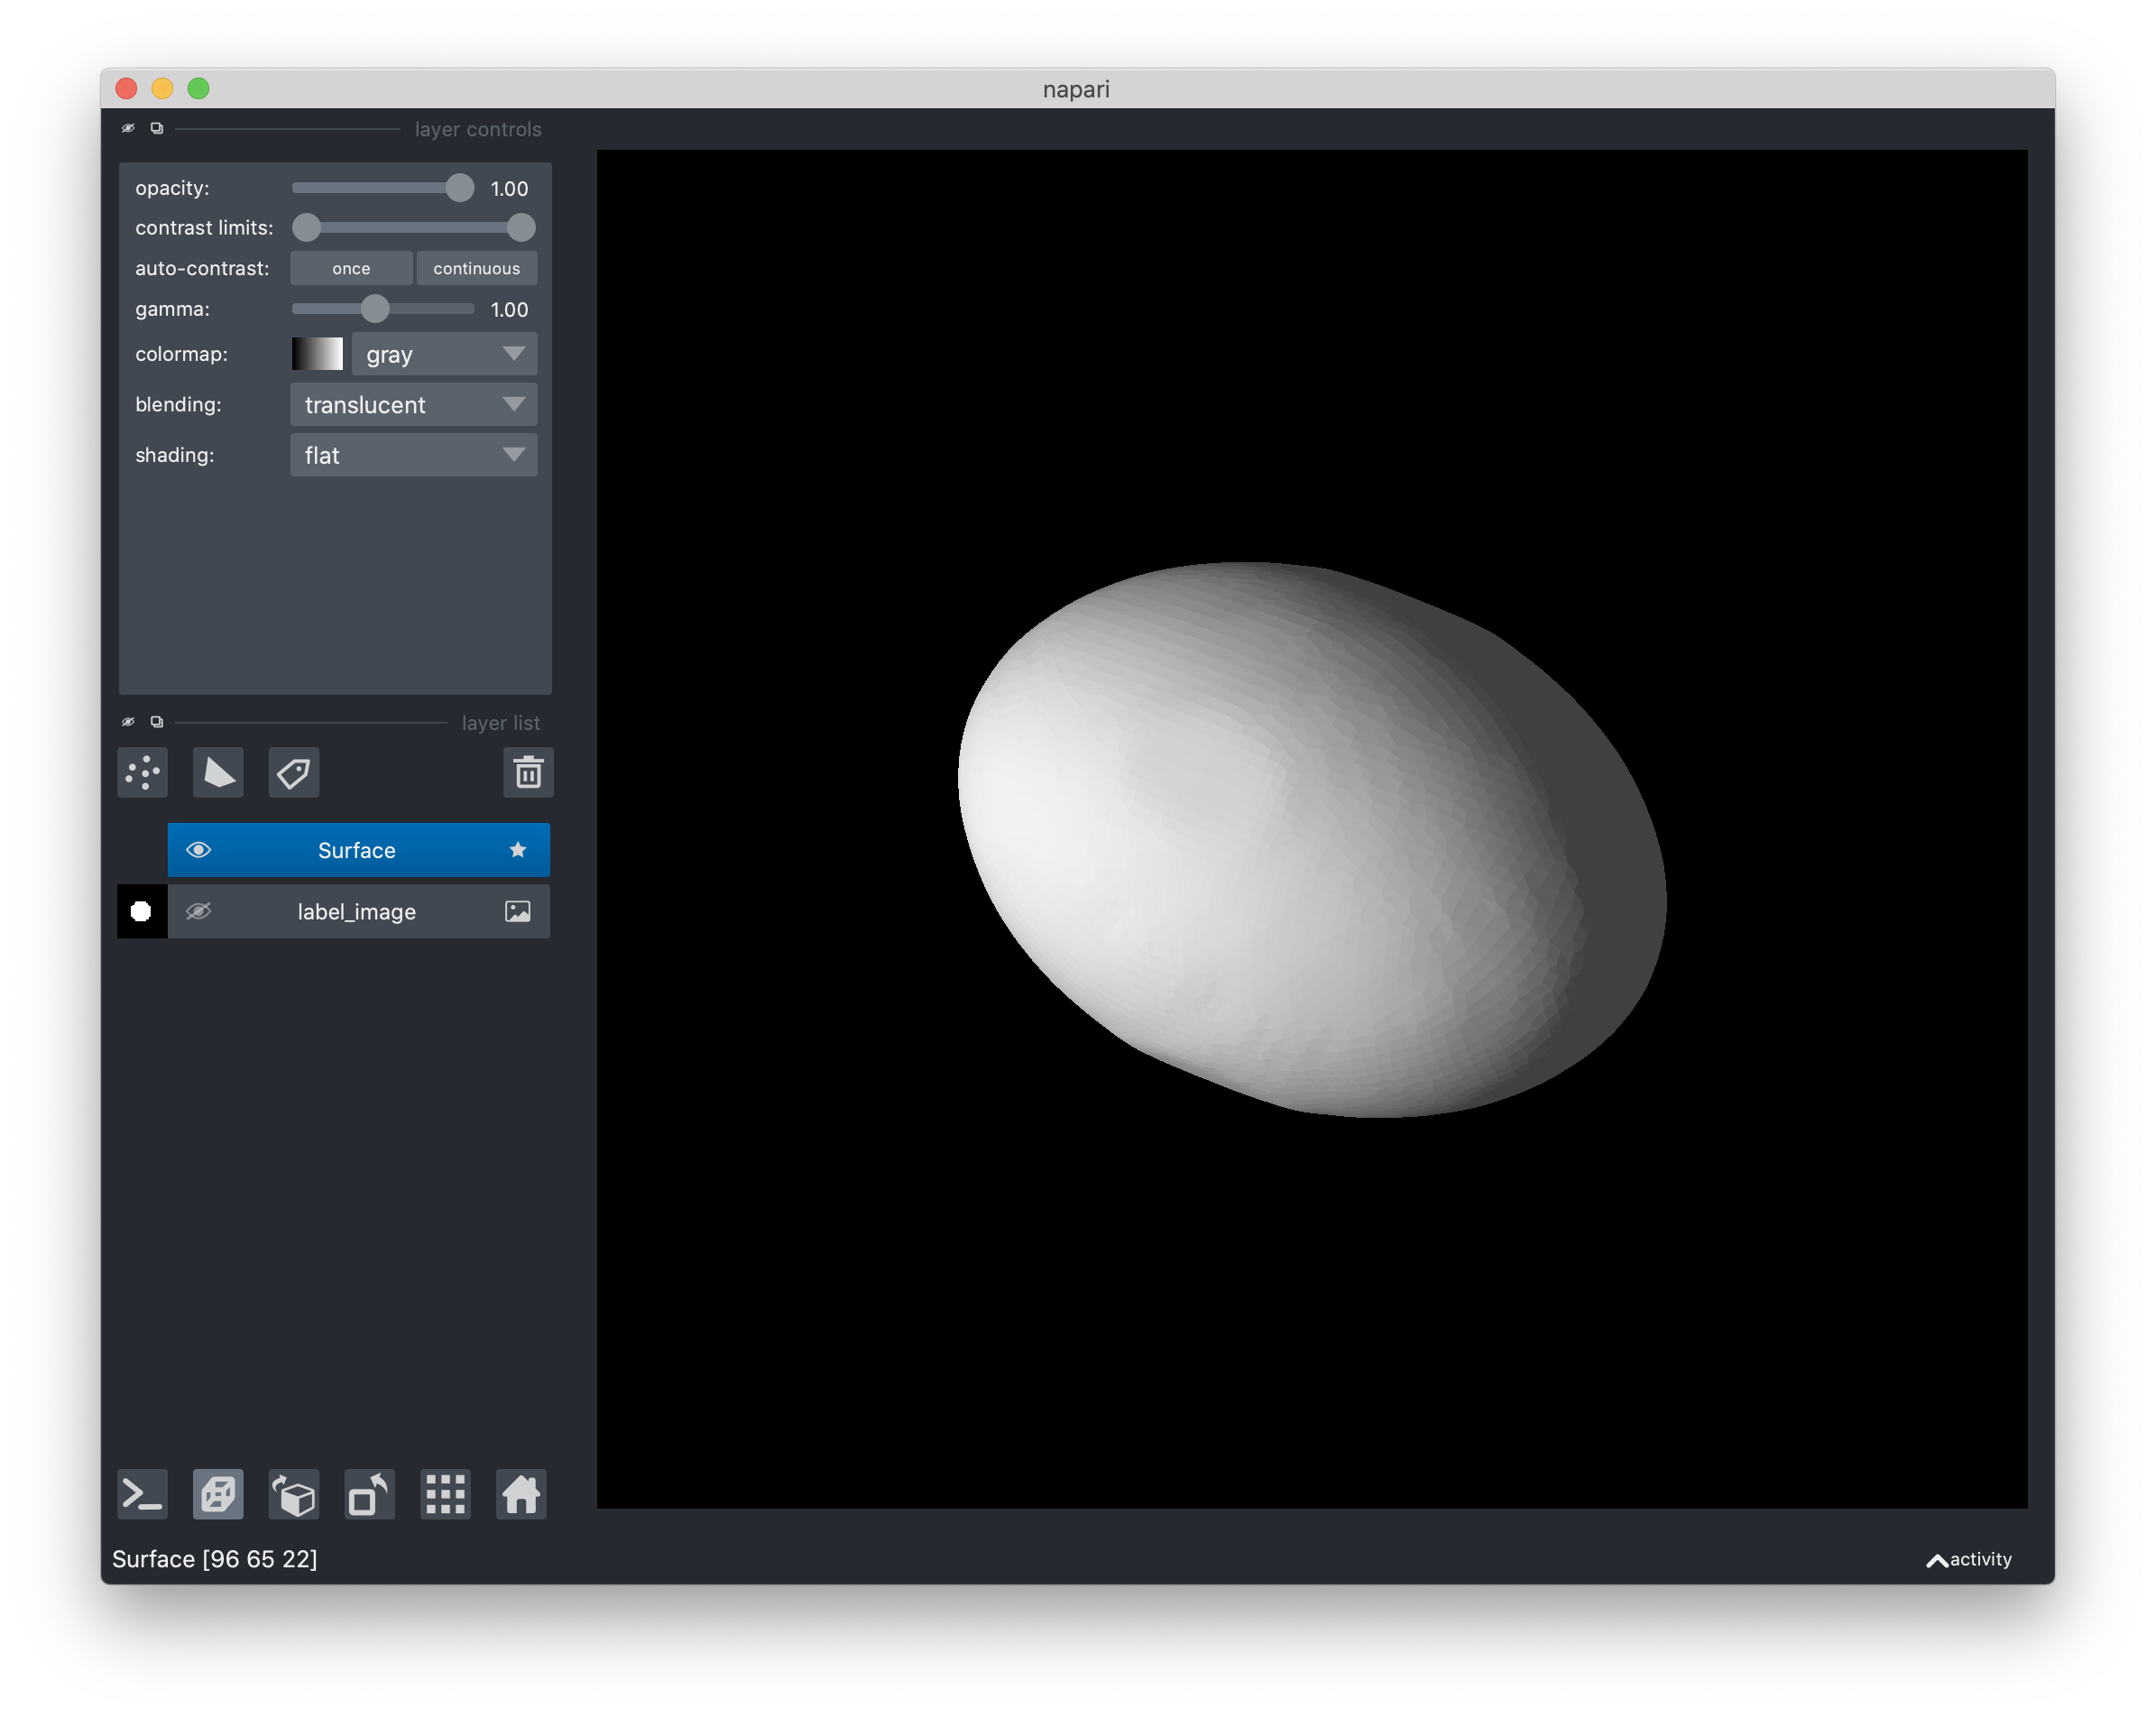 napari
layer controls
opacity: 1.00
contrast limits:
auto-contrast: once continuous
gamma: 1.00
colormap: gray
blending: translucent
shading: flat
layer list
Surface
label_image
Surface [96 65 22]
activity